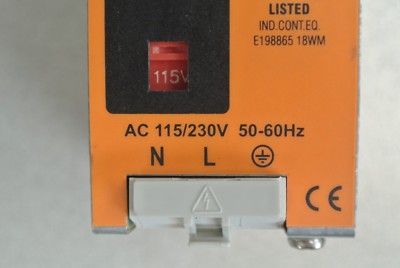 LISTED
IND.CONT.EQ.
E198865 18WM
115V
AC 115/230V 50-60Hz
N L
CE